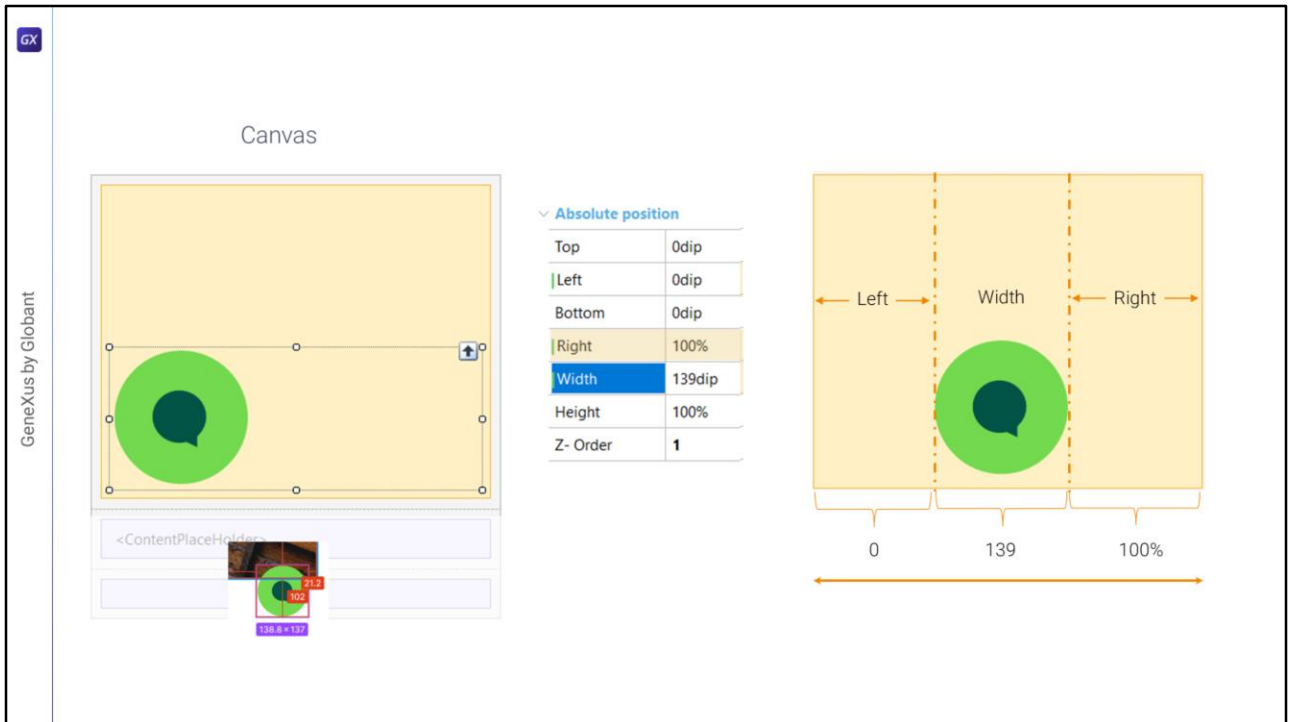 GX
GeneXus by Globant
Canvas
<ContentPlaceHolder>
21.2
102
138.8 × 137
Absolute position
Top 0dip
Left 0dip
Bottom 0dip
Right 100%
Width 139dip
Height 100%
Z- Order 1
Left Width Right
0 139 100%